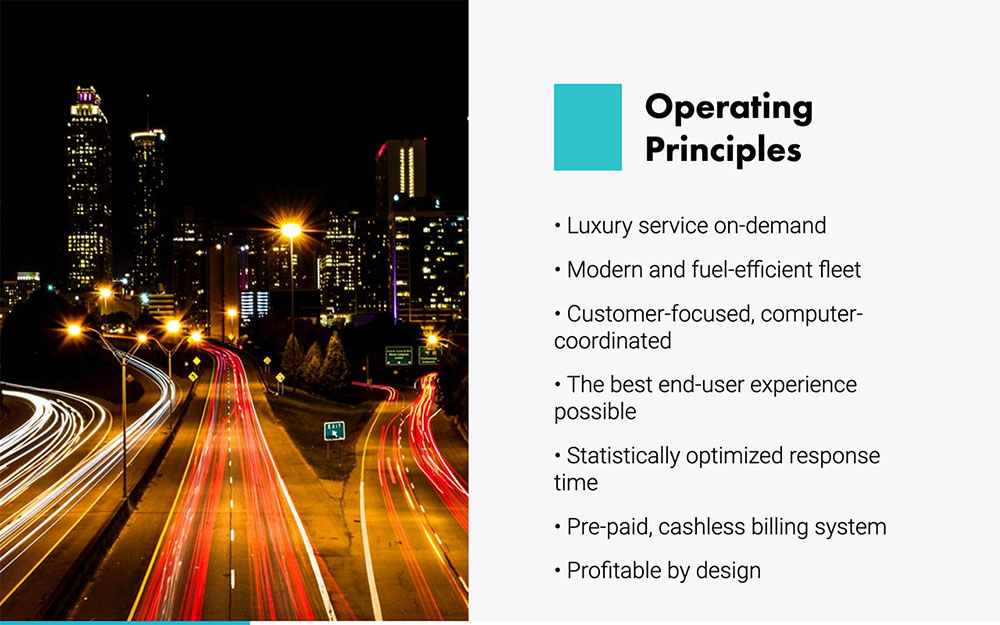 Operating
Principles
• Luxury service on-demand
• Modern and fuel-efficient fleet
• Customer-focused, computer-
coordinated
• The best end-user experience
possible
• Statistically optimized response
time
• Pre-paid, cashless billing system
• Profitable by design
EXIT